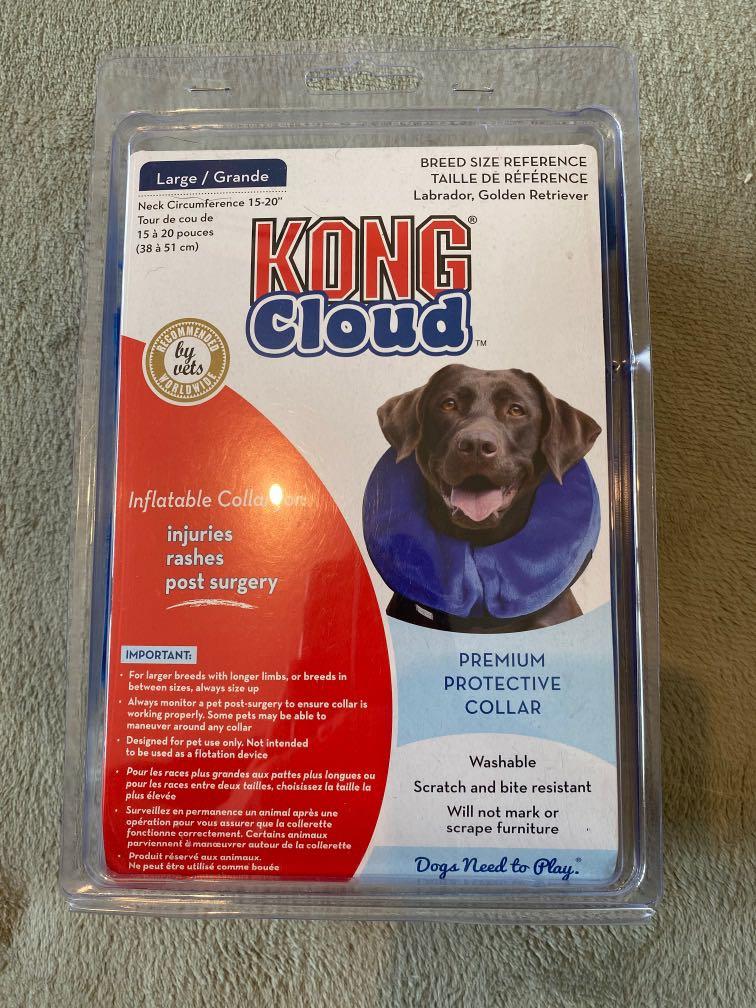 Large / Grande
Neck Circumference 15-20"
Tour de cou de
15 à 20 pouces
(38 à 51 cm)
BREED SIZE REFERENCE
TAILLE DE RÉFÉRENCE
Labrador, Golden Retriever
KONG®
Cloud™
RECOMMENDED
by
vets
WORLDWIDE
Inflatable
injuries
rashes
post surgery
IMPORTANT:
· For larger breeds with longer limbs, or breeds in
between sizes, always size up
· Always monitor a pet post-surgery to ensure collar is
working properly. Some pets may be able to
maneuver around any collar
· Designed for pet use only. Not intended
to be used as a flotation device
· Pour les races plus grandes aux pattes plus longues ou
pour les races entre deux tailles, choisissez la taille la
plus élevée
· Surveillez en permanence un animal après une
opération pour vous assurer que la collerette
fonctionne correctement. Certains animaux
parviennent à manœuvrer autour de la collerette
· Produit réservé aux animaux.
Ne peut être utilisé comme bouée
PREMIUM
PROTECTIVE
COLLAR
Washable
Scratch and bite resistant
Will not mark or
scrape furniture
Dogs Need to Play.®